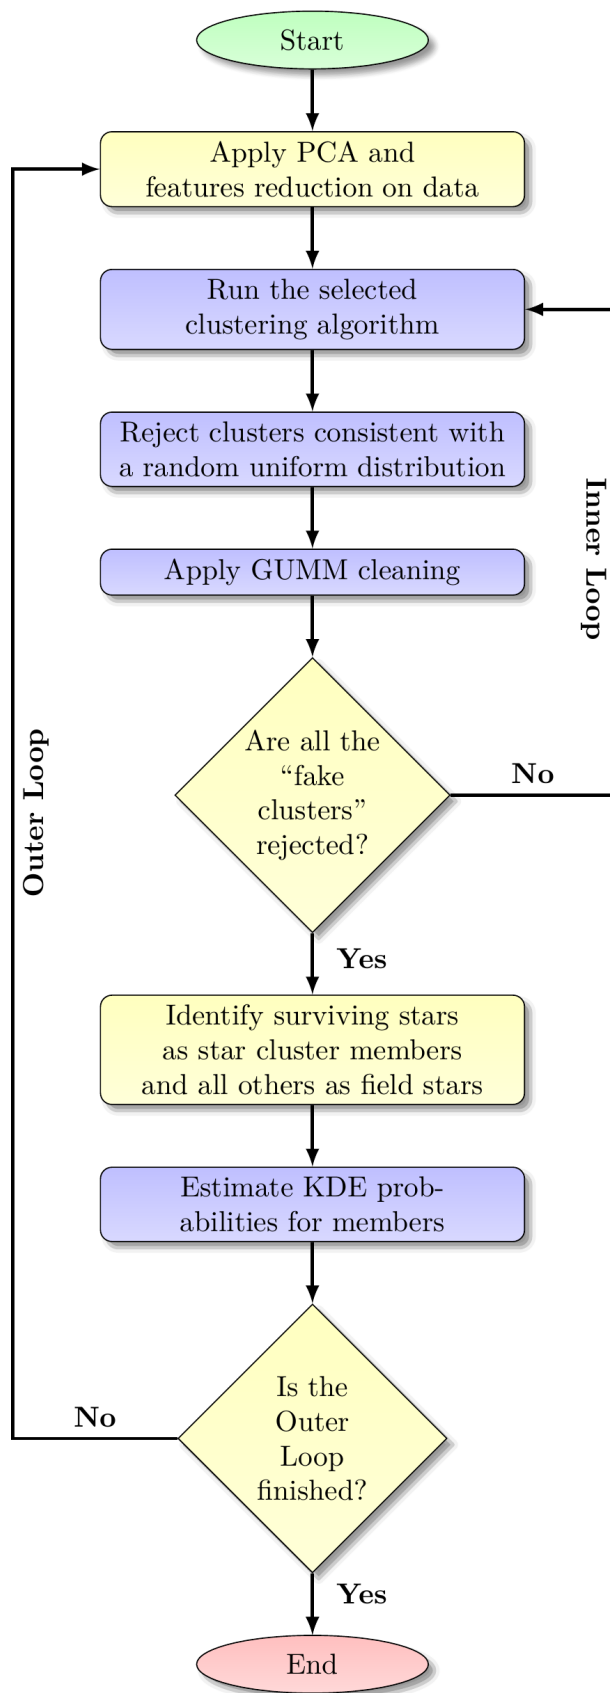 Start
Apply PCA and
features reduction on data
Run the selected
clustering algorithm
Reject clusters consistent with
a random uniform distribution
Inner Loop
Apply GUMM cleaning
Are all the
“fake
clusters”
rejected?
No
Outer Loop
Yes
Identify surviving stars
as star cluster members
and all others as field stars
Estimate KDE prob-
abilities for members
Is the
Outer
Loop
finished?
No
Yes
End